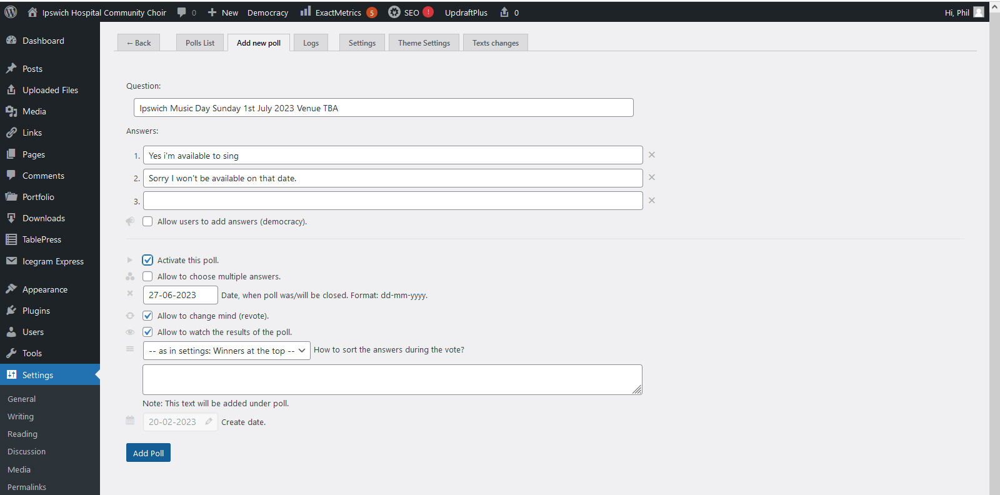 Ipswich Hospital Community Choir 0 New Democracy ExactMetrics 5 SEO ! UpdraftPlus 0 Hi, Phil
Dashboard
Posts
Uploaded Files
Media
Links
Pages
Comments
Portfolio
Downloads
TablePress
Icegram Express
Appearance
Plugins
Users
Tools
Settings
General
Writing
Reading
Discussion
Media
Permalinks
← Back Polls List Add new poll Logs Settings Theme Settings Texts changes
Question:
Ipswich Music Day Sunday 1st July 2023 Venue TBA
Answers:
1. Yes i'm available to sing
2. Sorry I won't be available on that date.
3.
Allow users to add answers (democracy).
Activate this poll.
Allow to choose multiple answers.
27-06-2023 Date, when poll was/will be closed. Format: dd-mm-yyyy.
Allow to change mind (revote).
Allow to watch the results of the poll.
-- as in settings: Winners at the top -- How to sort the answers during the vote?
Note: This text will be added under poll.
20-02-2023 Create date.
Add Poll